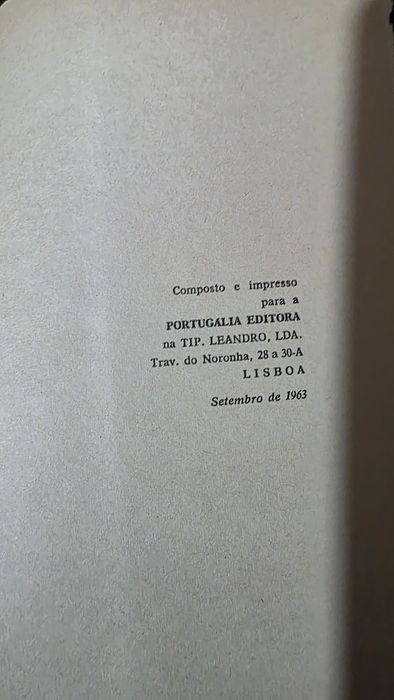 Composto e impresso
para a
PORTUGALIA EDITORA
na TIP. LEANDRO, LDA.
Trav. do Noronha, 28 a 30-A
LISBOA
Setembro de 1963